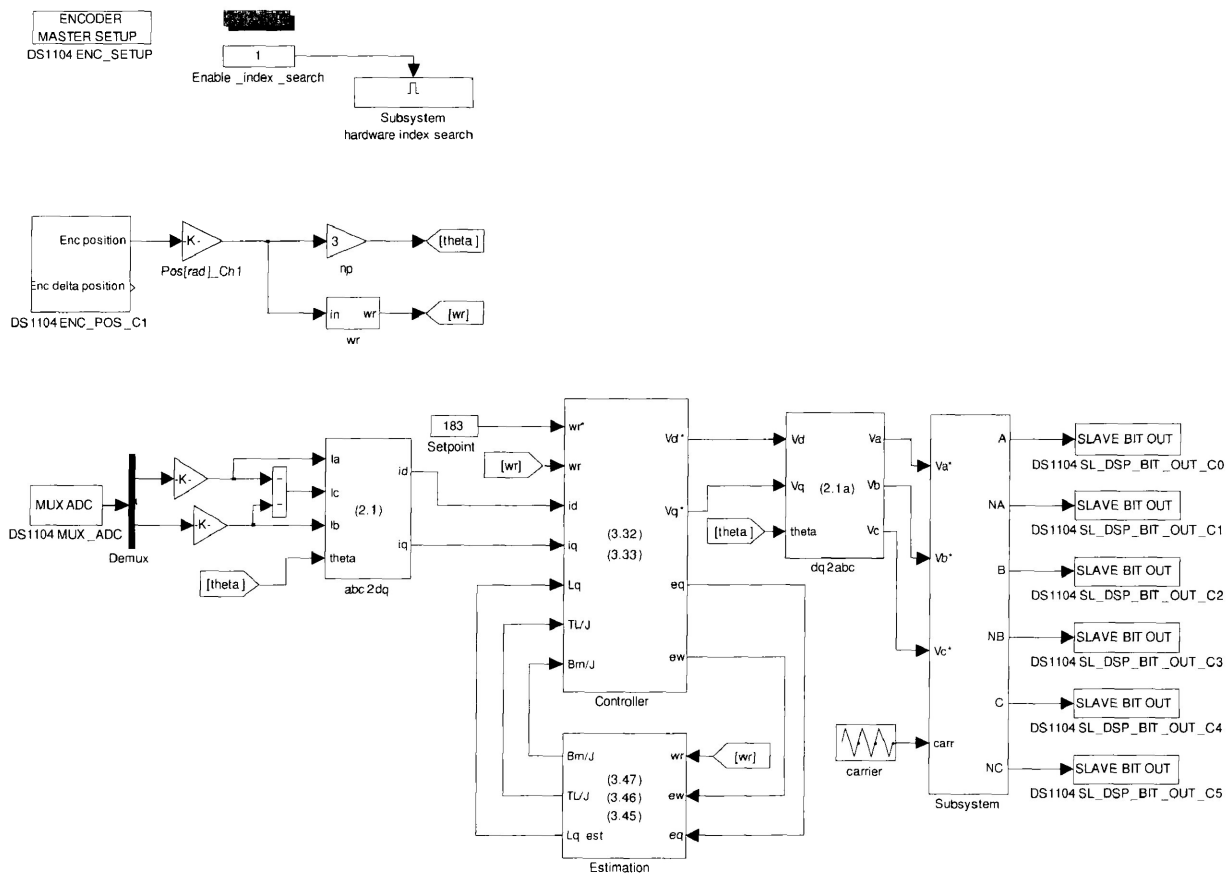 ENCODER
MASTER SETUP
DS1104 ENC_SETUP
1
Enable _index _search
Subsystem
hardware index search
Enc position
Enc delta position
DS1104 ENC_POS_C1
-K-
Pos[rad]_Ch1
3
np
[theta]
in wr
wr
[wr]
MUX ADC
DS1104 MUX_ADC
Demux
-K-
-K-
-
-
Ia
Ic
Ib
theta
(2.1)
id
iq
abc2dq
[theta]
183
Setpoint
[wr]
wr*
wr
id
iq
Lq
TL/J
Bm/J
(3.32)
(3.33)
Vd*
Vq*
eq
ew
Controller
Bm/J
TL/J
Lq est
(3.47)
(3.46)
(3.45)
wr
ew
eq
Estimation
[wr]
[theta]
Vd
Vq
theta
(2.1a)
Va
Vb
Vc
dq2abc
carrier
Va*
Vb*
Vc*
carr
A
NA
B
NB
C
NC
Subsystem
SLAVE BIT OUT
DS1104 SL_DSP_BIT_OUT_C0
SLAVE BIT OUT
DS1104 SL_DSP_BIT_OUT_C1
SLAVE BIT OUT
DS1104 SL_DSP_BIT_OUT_C2
SLAVE BIT OUT
DS1104 SL_DSP_BIT_OUT_C3
SLAVE BIT OUT
DS1104 SL_DSP_BIT_OUT_C4
SLAVE BIT OUT
DS1104 SL_DSP_BIT_OUT_C5